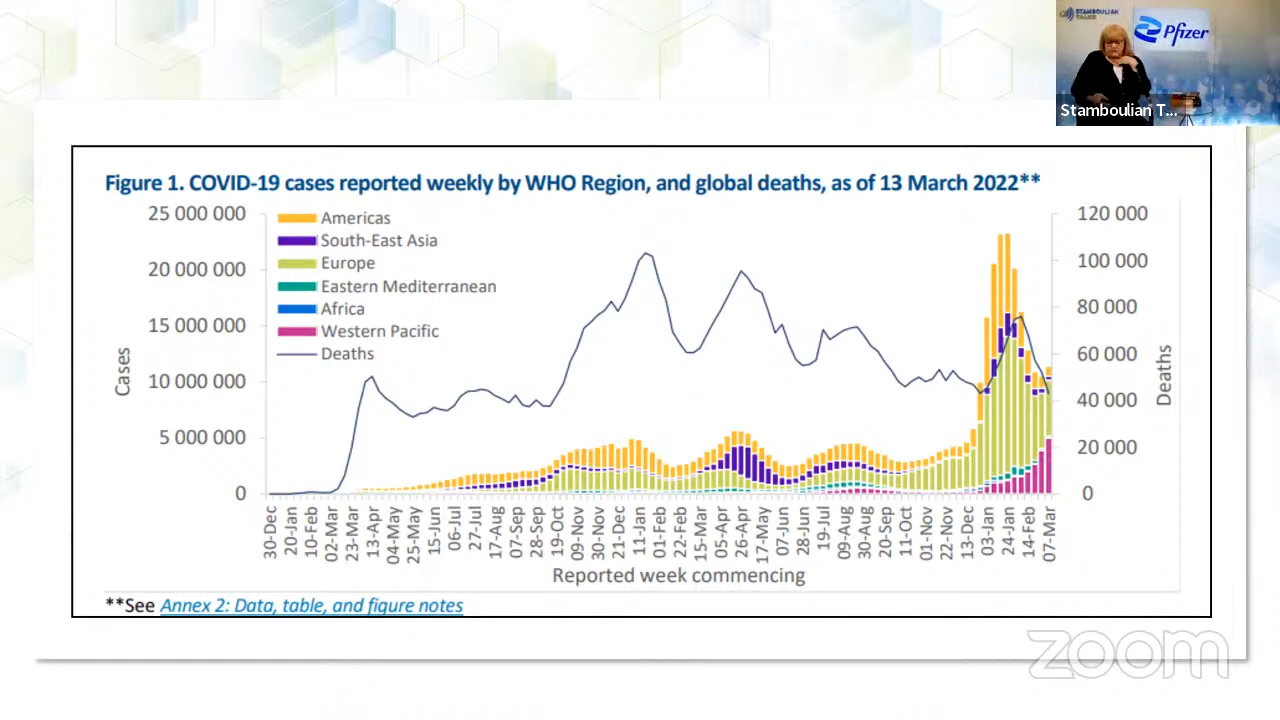 STAMBOULIAN
TALKS
Pfizer
Stamboulian T...
Figure 1. COVID-19 cases reported weekly by WHO Region, and global deaths, as of 13 March 2022**
25 000 000
20 000 000
15 000 000
10 000 000
5 000 000
0
Cases
Americas
South-East Asia
Europe
Eastern Mediterranean
Africa
Western Pacific
Deaths
120 000
100 000
80 000
60 000
40 000
20 000
0
Deaths
30-Dec
20-Jan
10-Feb
02-Mar
23-Mar
13-Apr
04-May
25-May
15-Jun
06-Jul
27-Jul
17-Aug
07-Sep
28-Sep
19-Oct
09-Nov
30-Nov
21-Dec
11-Jan
01-Feb
22-Feb
15-Mar
05-Apr
26-Apr
17-May
07-Jun
28-Jun
19-Jul
09-Aug
30-Aug
20-Sep
11-Oct
01-Nov
22-Nov
13-Dec
03-Jan
24-Jan
14-Feb
07-Mar
Reported week commencing
**See Annex 2: Data, table, and figure notes
zoom